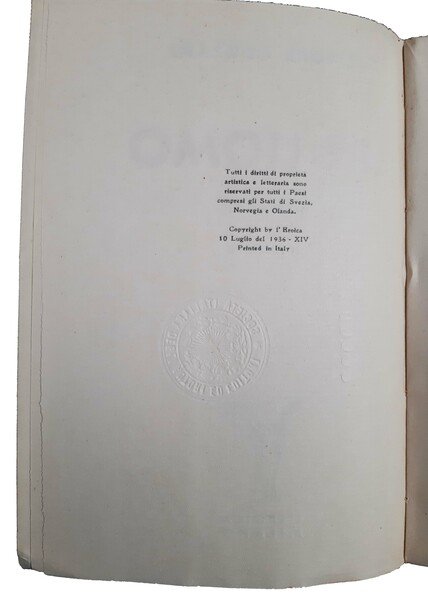 Tutti i diritti di proprietà
artistica e letteraria sono
riservati per tutti i Paesi
compresi gli Stati di Svezia,
Norvegia e Olanda.
Copyright by l' Eroica
10 Luglio del 1936 - XIV
Printed in Italy